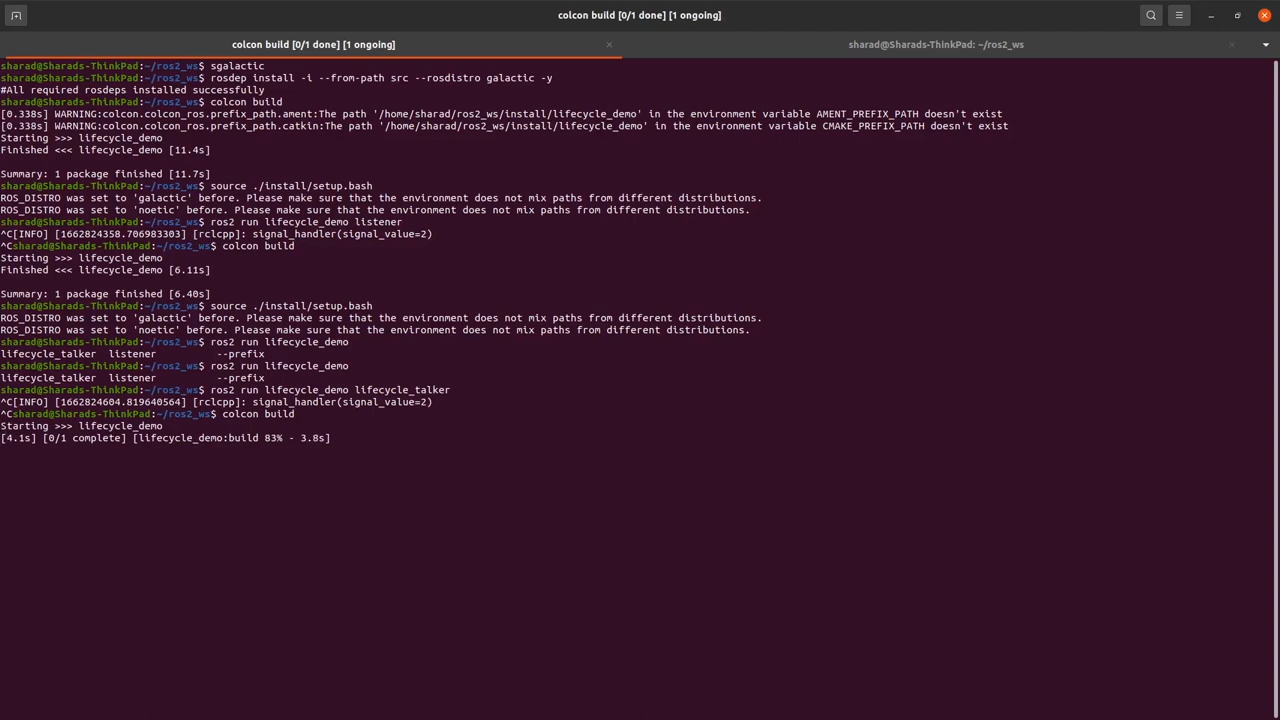 colcon build [0/1 done] [1 ongoing]
colcon build [0/1 done] [1 ongoing]
sharad@Sharads-ThinkPad: ~/ros2_ws
sharad@Sharads-ThinkPad:~/ros2_ws$ sgalactic
sharad@Sharads-ThinkPad:~/ros2_ws$ rosdep install -i --from-path src --rosdistro galactic -y
#All required rosdeps installed successfully
sharad@Sharads-ThinkPad:~/ros2_ws$ colcon build
[0.338s] WARNING:colcon.colcon_ros.prefix_path.ament:The path '/home/sharad/ros2_ws/install/lifecycle_demo' in the environment variable AMENT_PREFIX_PATH doesn't exist
[0.338s] WARNING:colcon.colcon_ros.prefix_path.catkin:The path '/home/sharad/ros2_ws/install/lifecycle_demo' in the environment variable CMAKE_PREFIX_PATH doesn't exist
Starting >>> lifecycle_demo
Finished <<< lifecycle_demo [11.4s]
Summary: 1 package finished [11.7s]
sharad@Sharads-ThinkPad:~/ros2_ws$ source ./install/setup.bash
ROS_DISTRO was set to 'galactic' before. Please make sure that the environment does not mix paths from different distributions.
ROS_DISTRO was set to 'noetic' before. Please make sure that the environment does not mix paths from different distributions.
sharad@Sharads-ThinkPad:~/ros2_ws$ ros2 run lifecycle_demo listener
^C[INFO] [1662824358.706983303] [rclcpp]: signal_handler(signal_value=2)
^Csharad@Sharads-ThinkPad:~/ros2_ws$ colcon build
Starting >>> lifecycle_demo
Finished <<< lifecycle_demo [6.11s]
Summary: 1 package finished [6.40s]
sharad@Sharads-ThinkPad:~/ros2_ws$ source ./install/setup.bash
ROS_DISTRO was set to 'galactic' before. Please make sure that the environment does not mix paths from different distributions.
ROS_DISTRO was set to 'noetic' before. Please make sure that the environment does not mix paths from different distributions.
sharad@Sharads-ThinkPad:~/ros2_ws$ ros2 run lifecycle_demo
lifecycle_talker  listener          --prefix
sharad@Sharads-ThinkPad:~/ros2_ws$ ros2 run lifecycle_demo
lifecycle_talker  listener          --prefix
sharad@Sharads-ThinkPad:~/ros2_ws$ ros2 run lifecycle_demo lifecycle_talker
^C[INFO] [1662824604.819640564] [rclcpp]: signal_handler(signal_value=2)
^Csharad@Sharads-ThinkPad:~/ros2_ws$ colcon build
Starting >>> lifecycle_demo
[4.1s] [0/1 complete] [lifecycle_demo:build 83% - 3.8s]